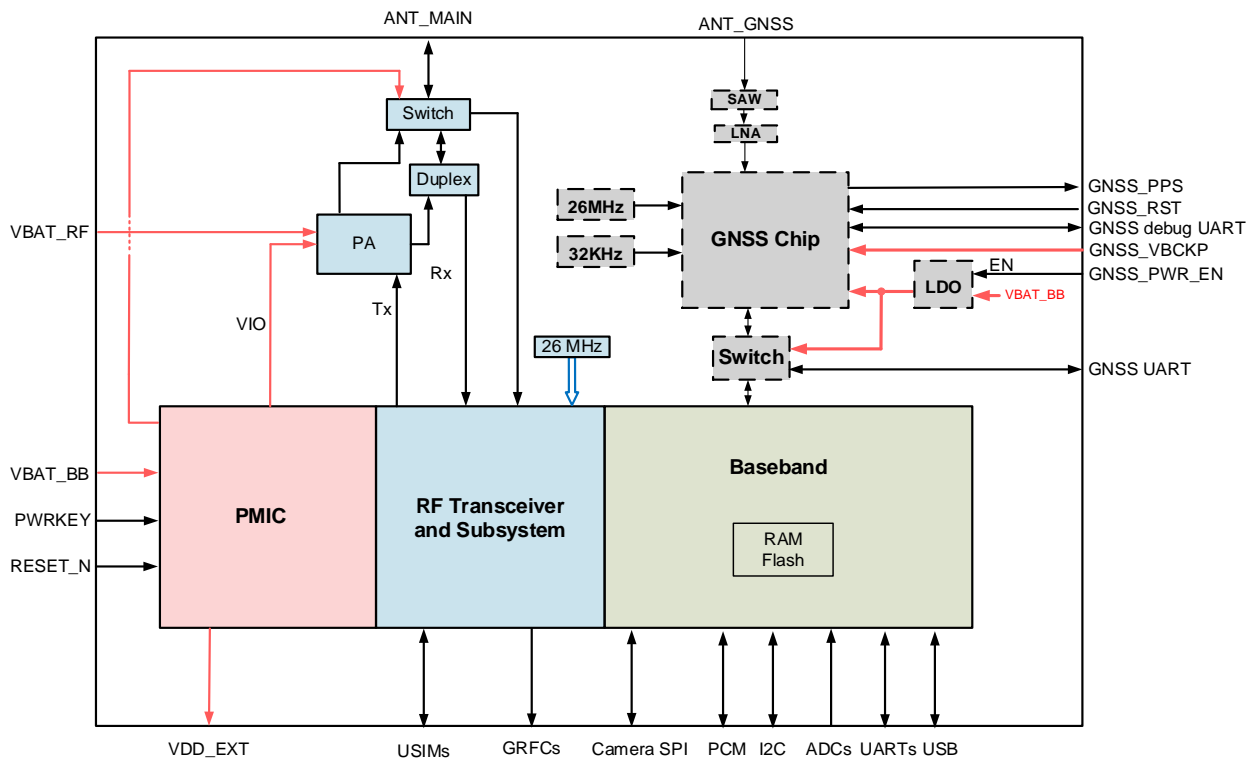 ANT_MAIN
ANT_GNSS
SAW
Switch
LNA
Duplex
26MHz
GNSS Chip
32KHz
GNSS_PPS
GNSS_RST
GNSS debug UART
GNSS_VBCKP
EN
GNSS_PWR_EN
LDO
VBAT_BB
VBAT_RF
PA
Rx
Tx
VIO
26 MHz
Switch
GNSS UART
VBAT_BB
PWRKEY
RESET_N
PMIC
RF Transceiver
and Subsystem
Baseband
RAM
Flash
VDD_EXT
USIMs
GRFCs
Camera SPI
PCM
I2C
ADCs
UARTs
USB